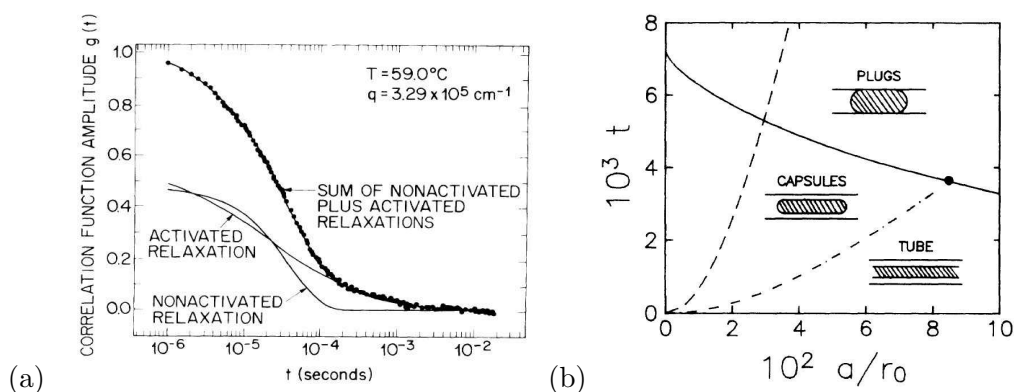 (a)
CORRELATION FUNCTION AMPLITUDE g (t)
1.0
0.8
0.6
0.4
0.2
0.0
T = 59.0°C
q = 3.29 x 10⁵ cm⁻¹
SUM OF NONACTIVATED
PLUS ACTIVATED
RELAXATIONS
ACTIVATED
RELAXATION
NONACTIVATED
RELAXATION
10⁻⁶ 10⁻⁵ 10⁻⁴ 10⁻³ 10⁻²
t (seconds)
(b)
10³ t
8
6
4
2
0
PLUGS
CAPSULES
TUBE
0 2 4 6 8 10
10² a/r₀